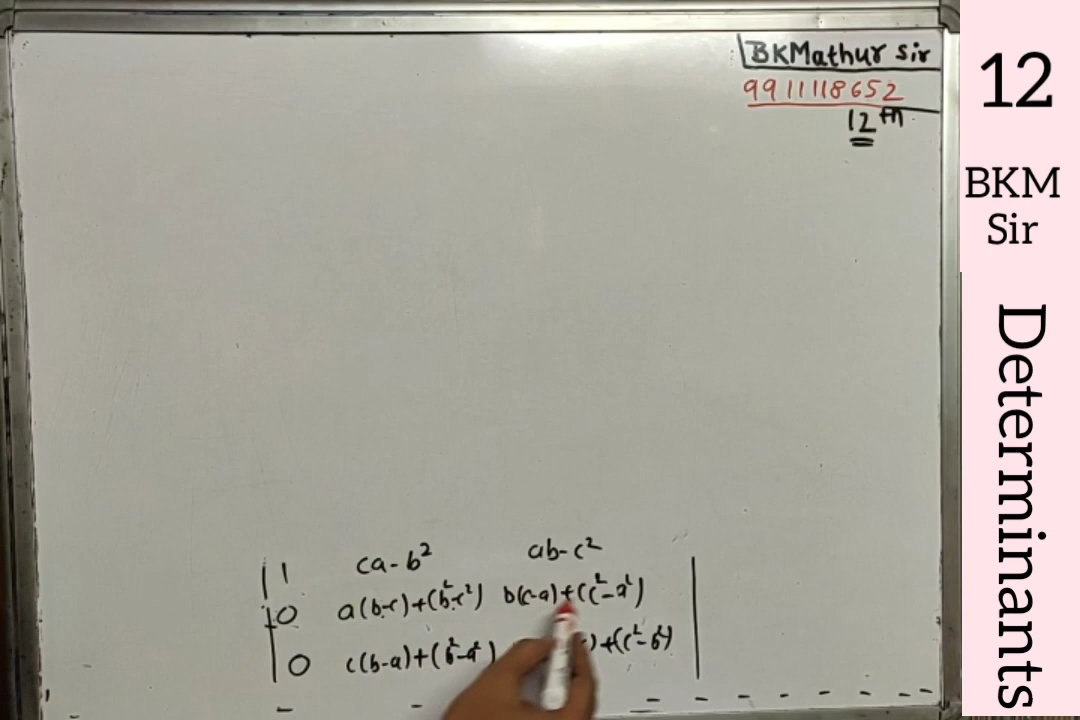 BKMathur Sir
9911118652
12th
1 ca-b² ab-c²
0 a(b-c)+(b²-c²) b(c-a)+(c²-a²)
0 c(b-a)+(b²-a²) )+(c²-b²)
12
BKM
Sir
Determinants